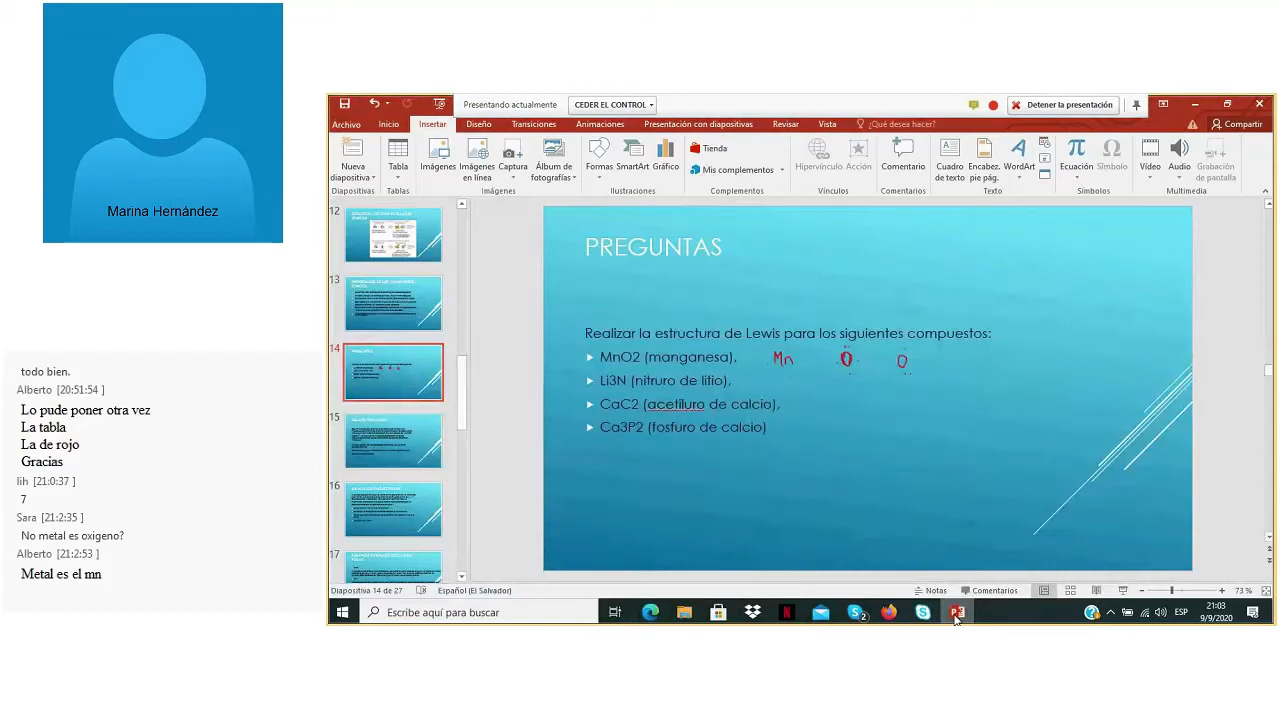 Marina Hernández
todo bien.
Alberto [20:51:54 ]
Lo pude poner otra vez
La tabla
La de rojo
Gracias
lih [21:0:37 ]
7
Sara [21:2:35 ]
No metal es oxigeno?
Alberto [21:2:53 ]
Metal es el mn
Presentando actualmente
CEDER EL CONTROL
Detener la presentación
Archivo Inicio Insertar Diseño Transiciones Animaciones Presentación con diapositivas Revisar Vista ¿Qué desea hacer? Compartir
Nueva diapositiva
Diapositivas
Tabla
Tablas
Imágenes
Imágenes en línea
Captura
Álbum de fotografías
Imágenes
Formas
SmartArt
Gráfico
Ilustraciones
Tienda
Mis complementos
Complementos
Hipervínculo
Acción
Vínculos
Comentario
Comentarios
Cuadro de texto
Encabez. pie pág.
WordArt
Texto
Ecuación
Símbolo
Símbolos
Vídeo
Audio
Grabación de pantalla
Multimedia
12
13
14
15
16
17
PREGUNTAS
Realizar la estructura de Lewis para los siguientes compuestos:
MnO2 (manganesa), Mn O O
Li3N (nitruro de litio),
CaC2 (acetiluro de calcio),
Ca3P2 (fosfuro de calcio)
Diapositiva 14 de 27 Español (El Salvador) Notas Comentarios 73 %
Escribe aquí para buscar
2
ESP
21:03
9/9/2020